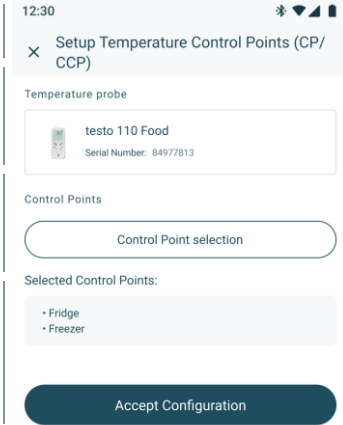 12:30
Setup Temperature Control Points (CP/
CCP)
Temperature probe
testo 110 Food
Serial Number: 84977813
Control Points
Control Point selection
Selected Control Points:
• Fridge
• Freezer
Accept Configuration